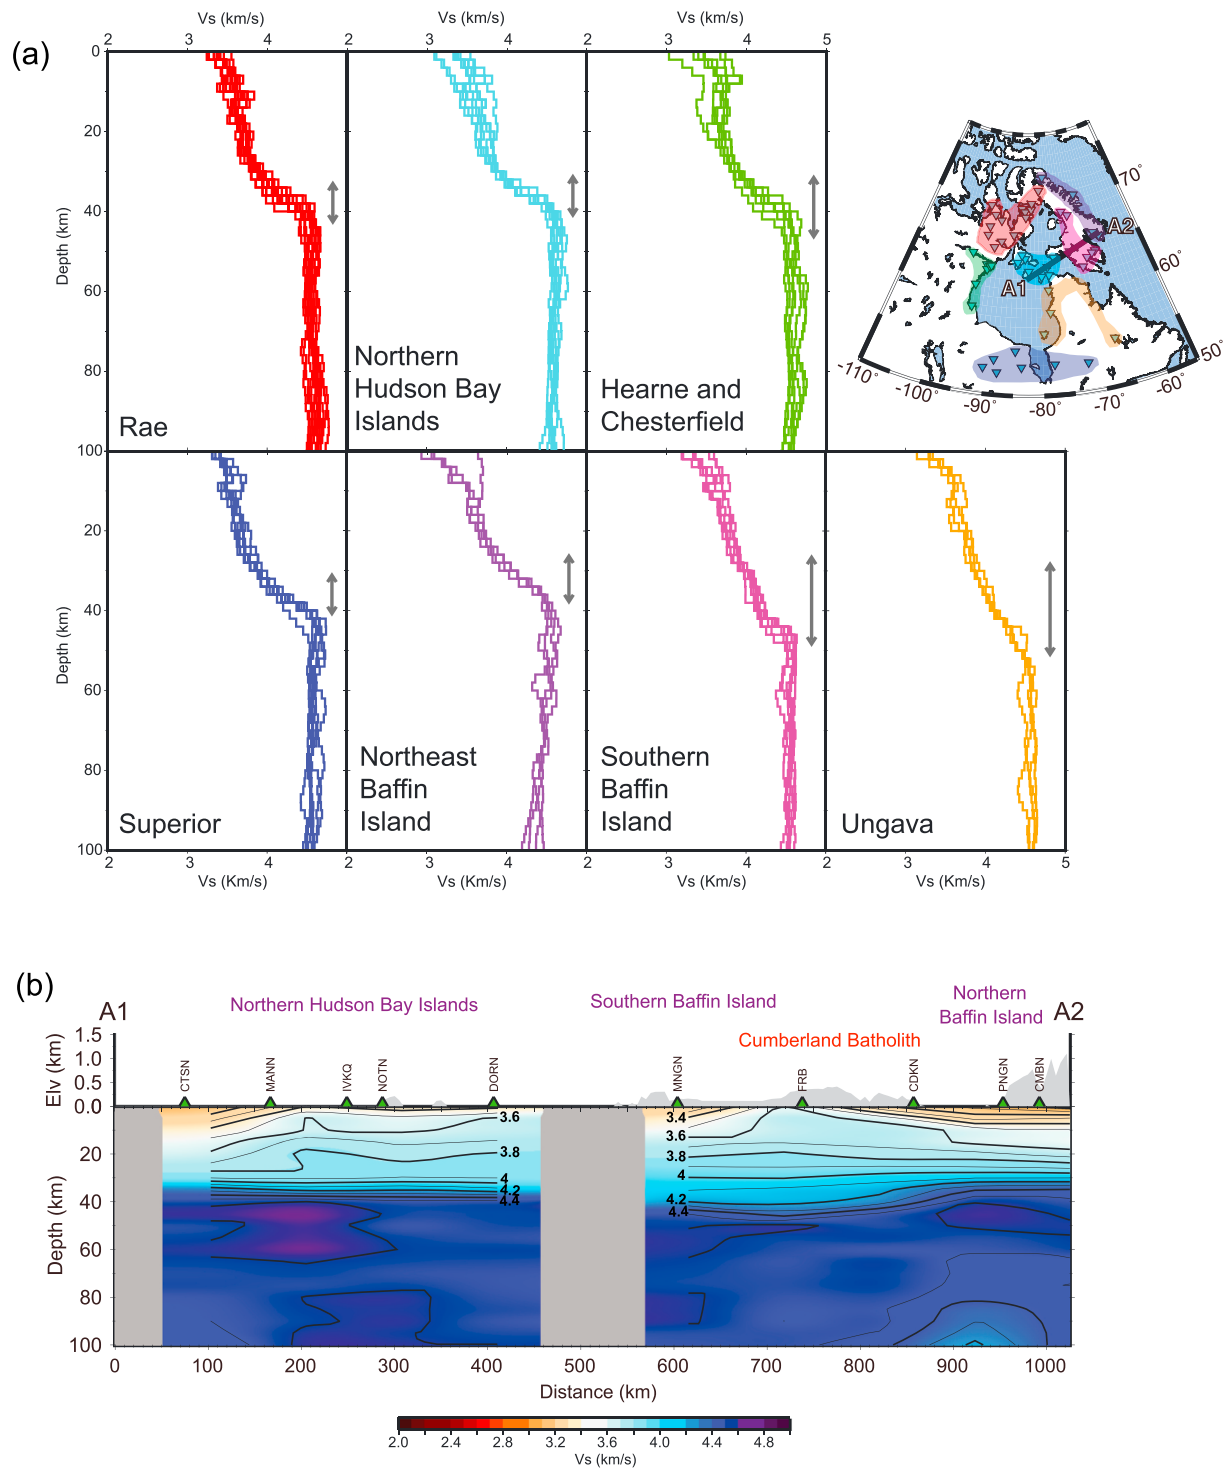 (a)
Vs (km/s) Vs (km/s) Vs (km/s)
2 3 4 2 3 4 2 3 4 5
0
20
40
60
80
100
Depth (km)
Rae
Northern
Hudson Bay
Islands
Hearne and
Chesterfield
A1
A2
70°
60°
50°
-110°
-100°
-90°
-80°
-70°
-60°
20
40
60
80
100
Depth (km)
Superior
Northeast
Baffin
Island
Southern
Baffin
Island
Ungava
2 3 4 2 3 4 2 3 4 2 3 4 5
Vs (Km/s) Vs (km/s) Vs (km/s) Vs (km/s)
(b)
A1
Northern Hudson Bay Islands
Southern Baffin Island
Northern
Baffin Island
A2
Cumberland Batholith
Elv (km)
1.5
1.0
0.5
0.0
CTSN MANN IVKQ NOTN DORN MNGN FRB CDKN PNGN CMBN
Depth (km)
20
40
60
80
100
3.6
3.8
4
4.2
4.4
3.4
3.6
3.8
4
4.2
4.4
0 100 200 300 400 500 600 700 800 900 1000
Distance (km)
2.0 2.4 2.8 3.2 3.6 4.0 4.4 4.8
Vs (km/s)